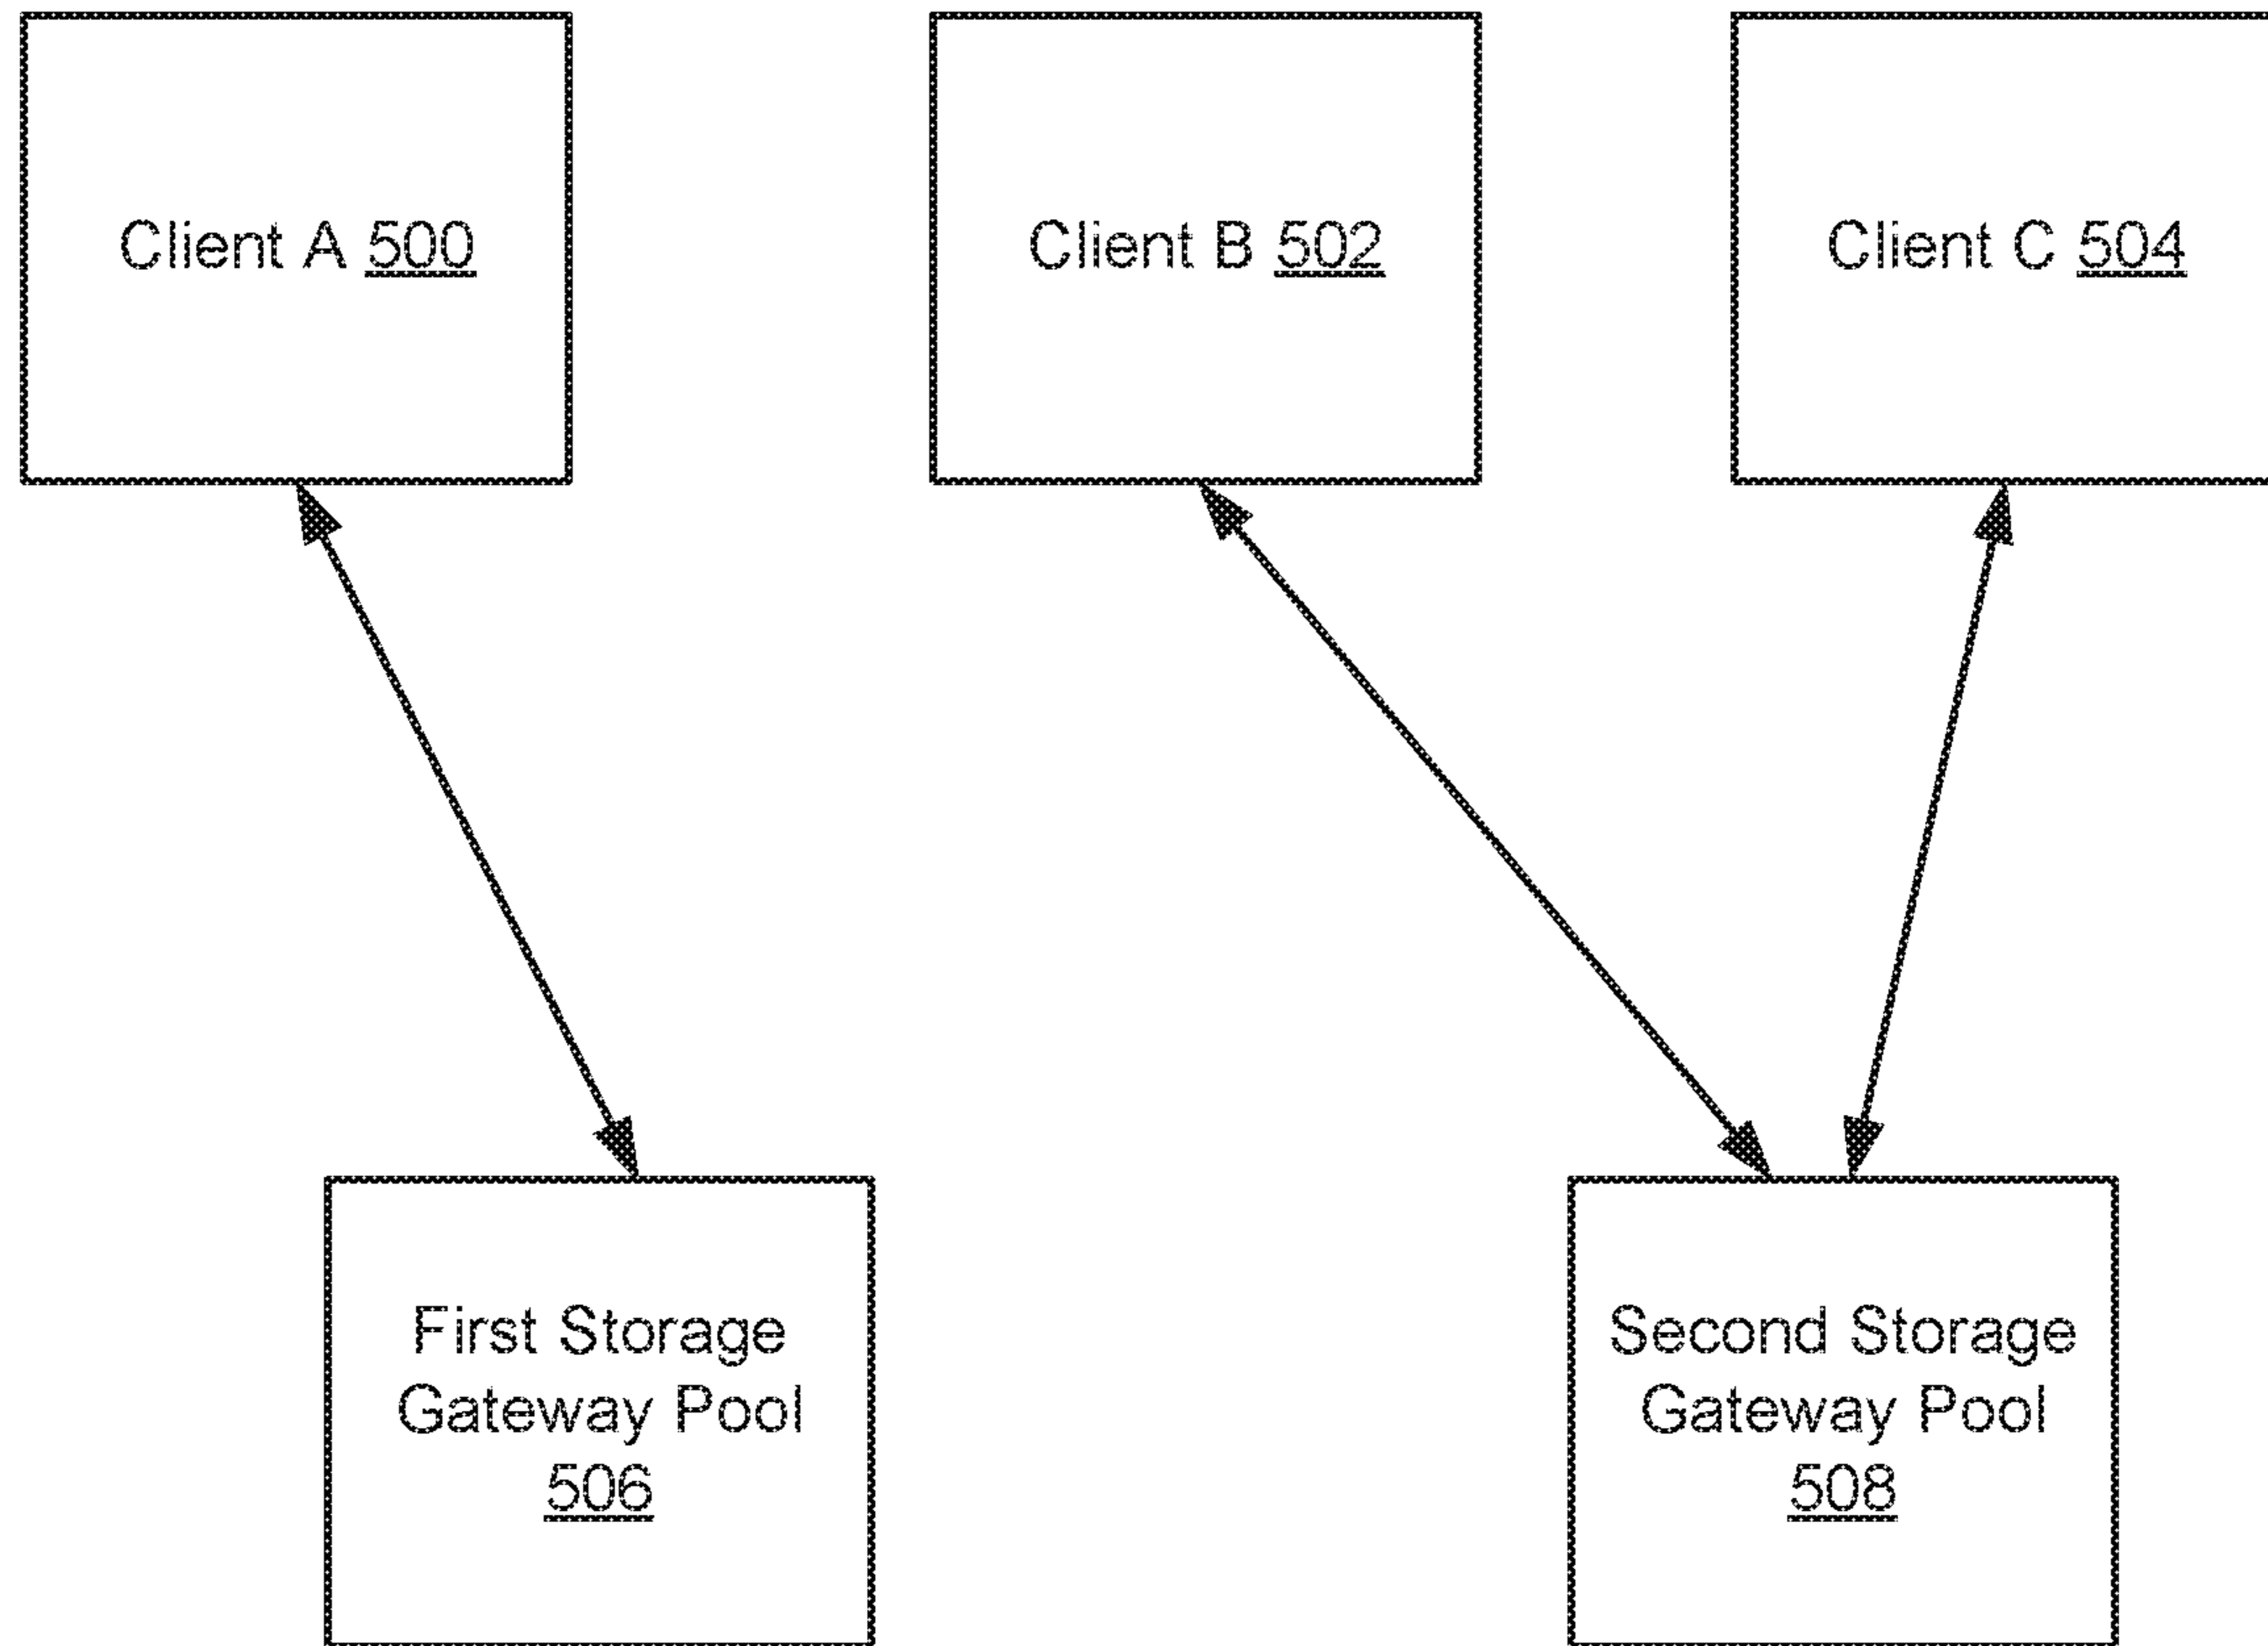 Client A 500
Client B 502
Client C 504
First Storage
Gateway Pool
506
Second Storage
Gateway Pool
508